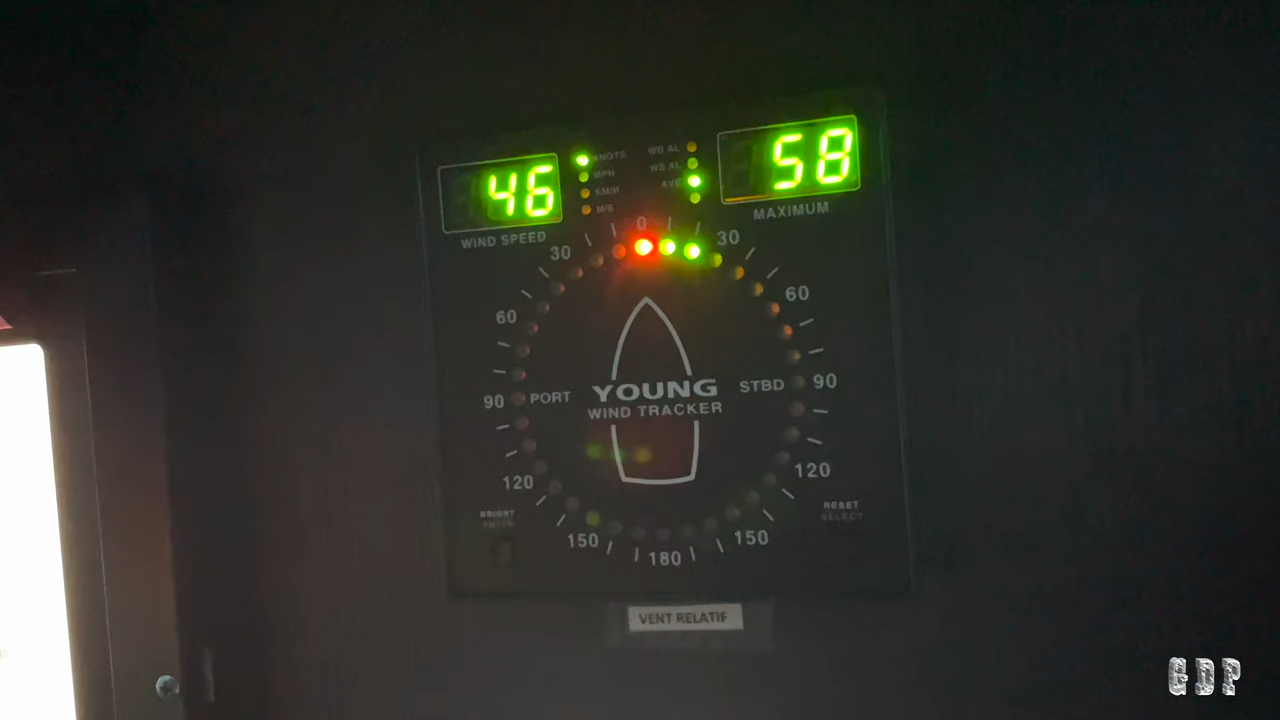 46
58
KNOTS
MPH
KM/H
M/S
WD AL
WS AL
AVE
WIND SPEED
MAXIMUM
0
30
30
60
60
90
PORT
YOUNG
STBD
90
WIND TRACKER
120
120
BRIGHT
RESET
SELECT
150
150
180
VENT RELATIF
GDP